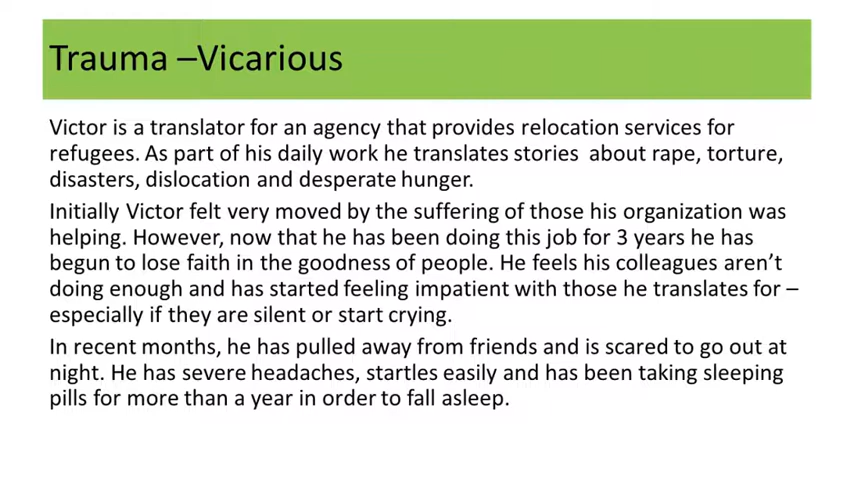 Trauma –Vicarious
Victor is a translator for an agency that provides relocation services for
refugees. As part of his daily work he translates stories  about rape, torture,
disasters, dislocation and desperate hunger.
Initially Victor felt very moved by the suffering of those his organization was
helping. However, now that he has been doing this job for 3 years he has
begun to lose faith in the goodness of people. He feels his colleagues aren’t
doing enough and has started feeling impatient with those he translates for –
especially if they are silent or start crying.
In recent months, he has pulled away from friends and is scared to go out at
night. He has severe headaches, startles easily and has been taking sleeping
pills for more than a year in order to fall asleep.